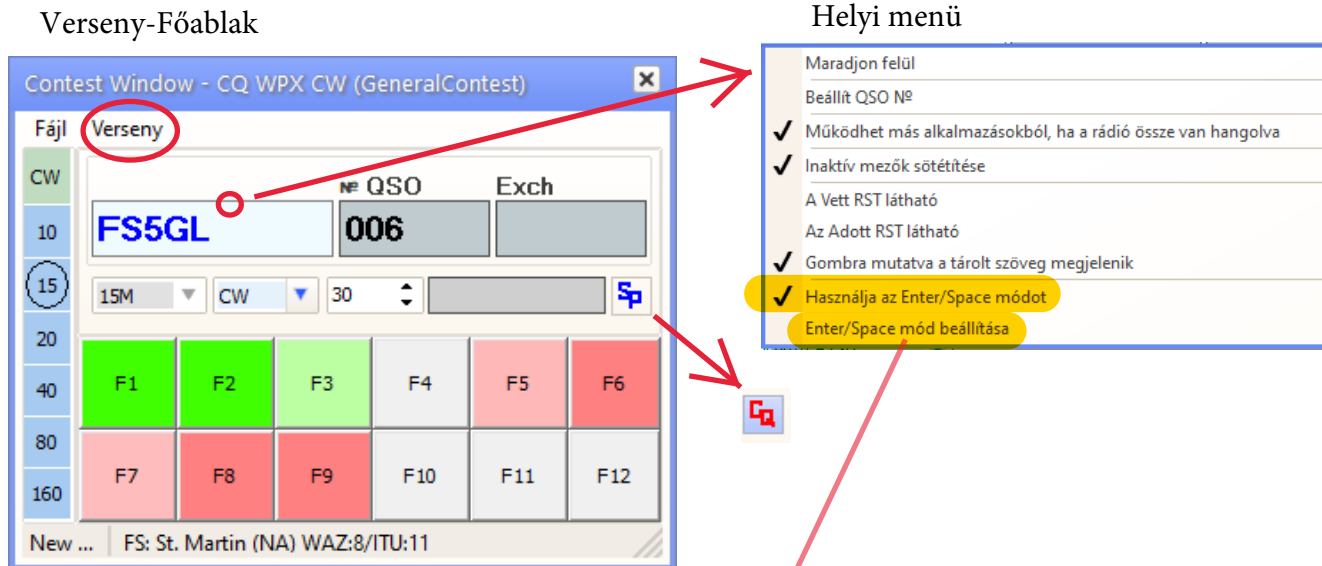 Verseny-Főablak
Helyi menü
Contest Window - CQ WPX CW (GeneralContest)
Fájl Verseny
CW
10
15
20
40
80
160
№ QSO Exch
FS5GL 006
15M CW 30 Sp
F1 F2 F3 F4 F5 F6
F7 F8 F9 F10 F11 F12
New ... FS: St. Martin (NA) WAZ:8/ITU:11
Maradjon felül
Beállít QSO №
Működhet más alkalmazásokból, ha a rádió össze van hangolva
Inaktív mezők sötétítése
A Vett RST látható
Az Adott RST látható
Gombra mutatva a tárolt szöveg megjelenik
Használja az Enter/Space módot
Enter/Space mód beállítása
CQ